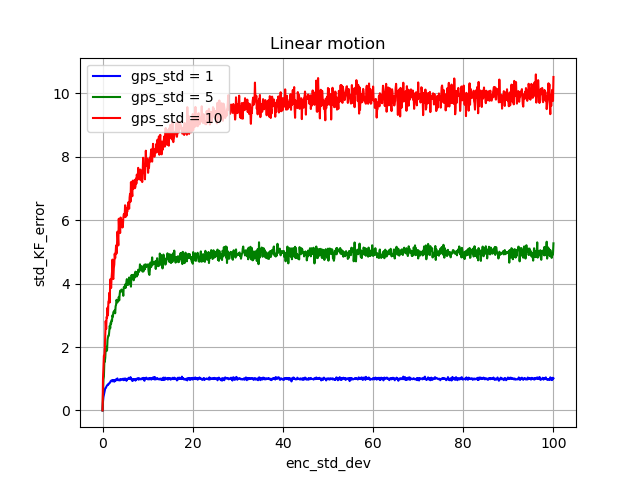 Linear motion
gps_std = 1
gps_std = 5
gps_std = 10
10
8
6
4
2
0
std_KF_error
0 20 40 60 80 100
enc_std_dev